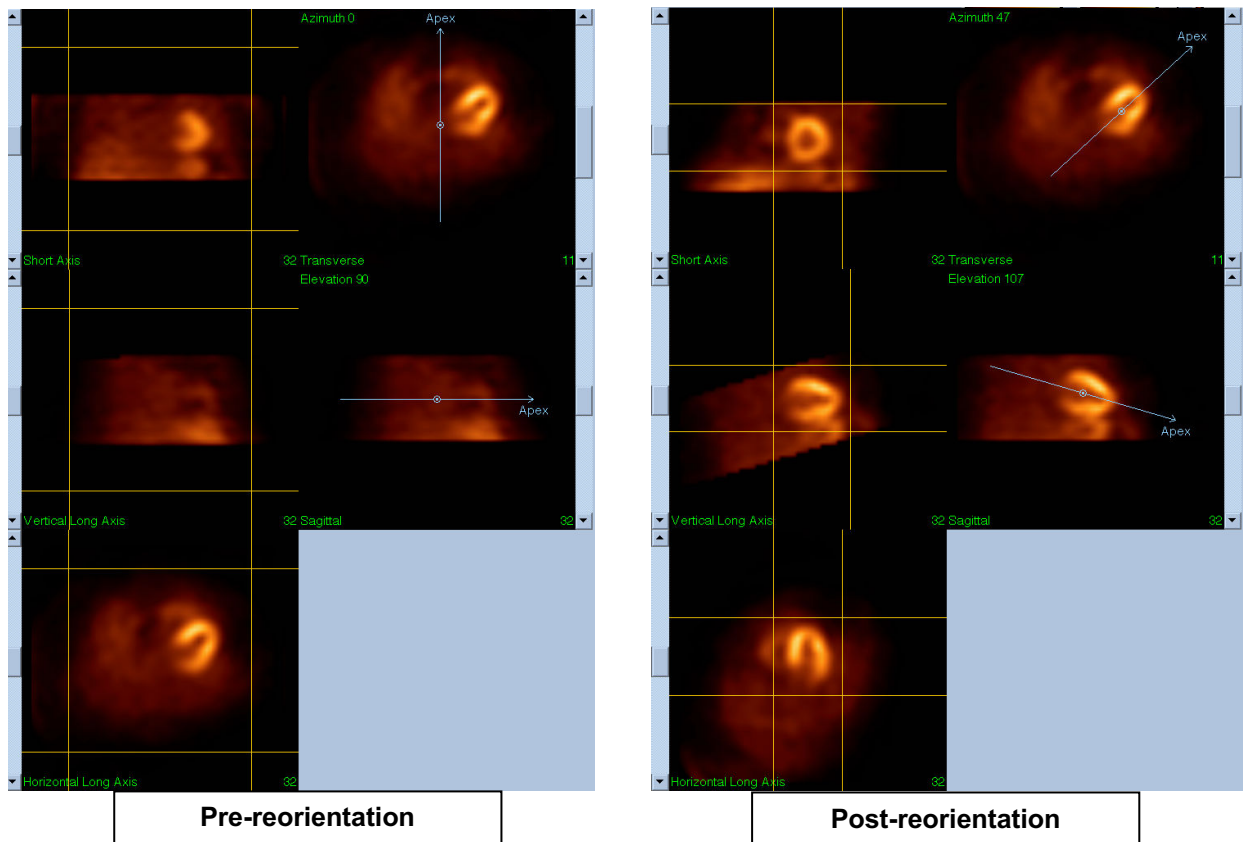 Azimuth 0
Apex
Short Axis 32
Transverse 11
Elevation 90
Apex
Vertical Long Axis 32
Sagittal 32
Horizontal Long Axis 32
Pre-reorientation
Azimuth 47
Apex
Short Axis 32
Transverse 11
Elevation 107
Apex
Vertical Long Axis 32
Sagittal 32
Horizontal Long Axis 32
Post-reorientation